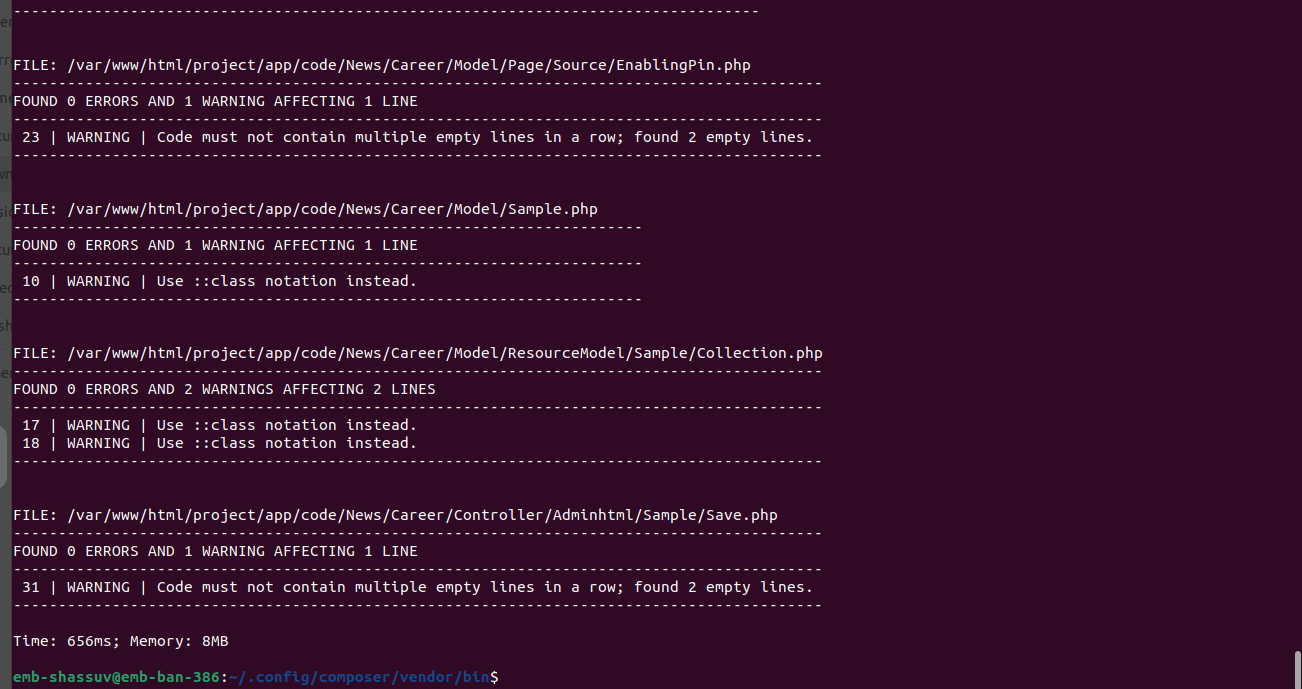 -----------------------------------------------------------------------------------
FILE: /var/www/html/project/app/code/News/Career/Model/Page/Source/EnablingPin.php
------------------------------------------------------------------------------------------
FOUND 0 ERRORS AND 1 WARNING AFFECTING 1 LINE
------------------------------------------------------------------------------------------
23 | WARNING | Code must not contain multiple empty lines in a row; found 2 empty lines.
------------------------------------------------------------------------------------------
FILE: /var/www/html/project/app/code/News/Career/Model/Sample.php
----------------------------------------------------------------------
FOUND 0 ERRORS AND 1 WARNING AFFECTING 1 LINE
----------------------------------------------------------------------
10 | WARNING | Use ::class notation instead.
----------------------------------------------------------------------
FILE: /var/www/html/project/app/code/News/Career/Model/ResourceModel/Sample/Collection.php
------------------------------------------------------------------------------------------
FOUND 0 ERRORS AND 2 WARNINGS AFFECTING 2 LINES
------------------------------------------------------------------------------------------
17 | WARNING | Use ::class notation instead.
18 | WARNING | Use ::class notation instead.
------------------------------------------------------------------------------------------
FILE: /var/www/html/project/app/code/News/Career/Controller/Adminhtml/Sample/Save.php
------------------------------------------------------------------------------------------
FOUND 0 ERRORS AND 1 WARNING AFFECTING 1 LINE
------------------------------------------------------------------------------------------
31 | WARNING | Code must not contain multiple empty lines in a row; found 2 empty lines.
------------------------------------------------------------------------------------------
Time: 656ms; Memory: 8MB
emb-shassuv@emb-ban-386:~/.config/composer/vendor/bin$